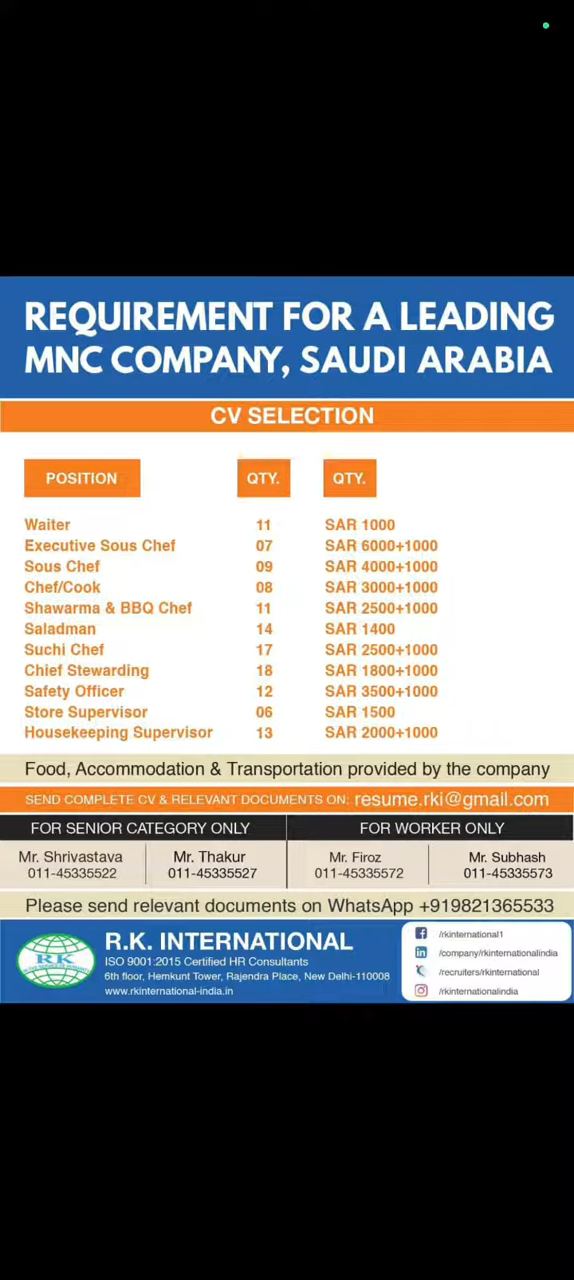 REQUIREMENT FOR A LEADING
MNC COMPANY, SAUDI ARABIA
CV SELECTION
POSITION QTY. QTY.
Waiter 11 SAR 1000
Executive Sous Chef 07 SAR 6000+1000
Sous Chef 09 SAR 4000+1000
Chef/Cook 08 SAR 3000+1000
Shawarma & BBQ Chef 11 SAR 2500+1000
Saladman 14 SAR 1400
Suchi Chef 17 SAR 2500+1000
Chief Stewarding 18 SAR 1800+1000
Safety Officer 12 SAR 3500+1000
Store Supervisor 06 SAR 1500
Housekeeping Supervisor 13 SAR 2000+1000
Food, Accommodation & Transportation provided by the company
SEND COMPLETE CV & RELEVANT DOCUMENTS ON: resume.rki@gmail.com
FOR SENIOR CATEGORY ONLY FOR WORKER ONLY
Mr. Shrivastava Mr. Thakur Mr. Firoz Mr. Subhash
011-45335522 011-45335527 011-45335572 011-45335573
Please send relevant documents on WhatsApp +919821365533
RK
R.K. INTERNATIONAL
ISO 9001:2015 Certified HR Consultants
6th floor, Hemkunt Tower, Rajendra Place, New Delhi-110008
www.rkinternational-india.in
/rkinternational1
/company/rkinternationalindia
/recruiters/rkinternational
/rkinternationalindia